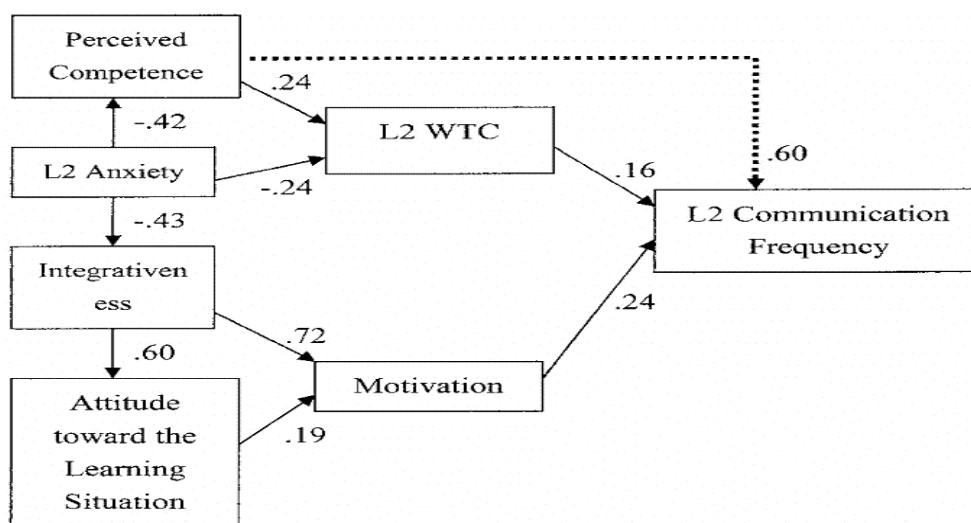 Perceived
Competence
.24
-.42
L2 WTC
L2 Anxiety
-.24
.16
.60
-.43
L2 Communication
Frequency
Integrativen
ess
.72
.24
.60
Motivation
Attitude
toward the
Learning
Situation
.19